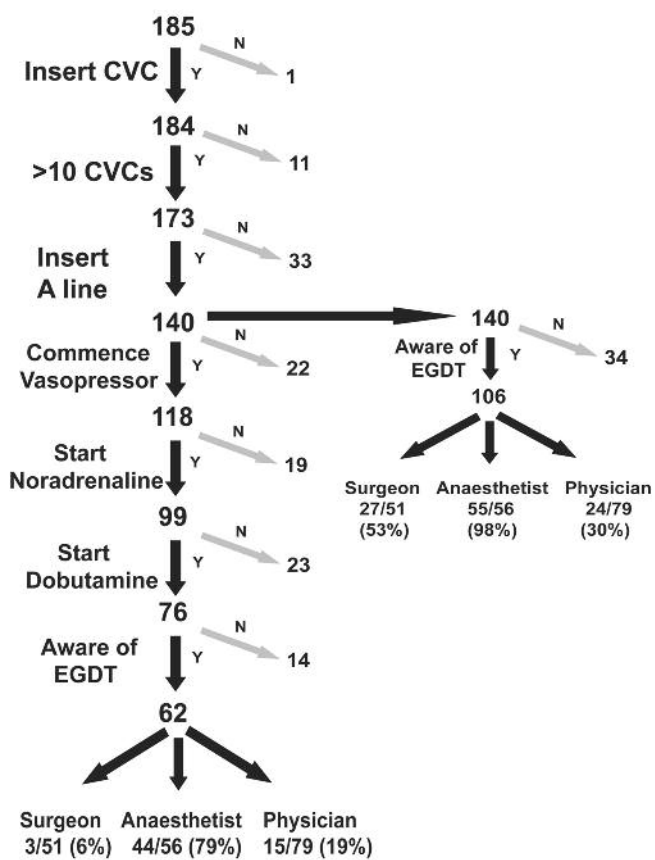 185
N
Insert CVC
Y
1
184
N
>10 CVCs
Y
11
173
N
Insert
A line
Y
33
140
N
Commence
Vasopressor
Y
22
118
N
Start
Noradrenaline
Y
19
99
N
Start
Dobutamine
Y
23
76
N
Aware of
EGDT
Y
14
62
Surgeon
3/51 (6%)
Anaesthetist
44/56 (79%)
Physician
15/79 (19%)
140
N
Aware of
EGDT
Y
34
106
Surgeon
27/51
(53%)
Anaesthetist
55/56
(98%)
Physician
24/79
(30%)